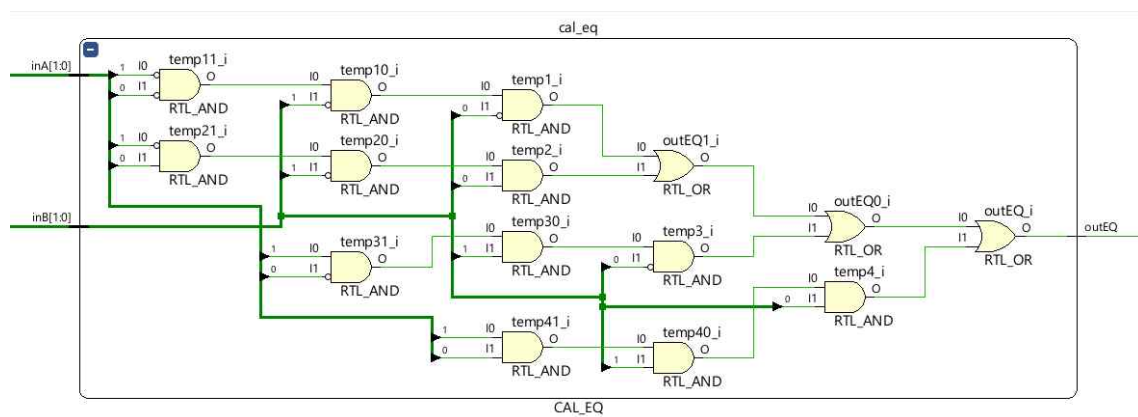 cal_eq
inA[1:0]
1 I0 temp11_i O
0 I1 RTL_AND
I0 temp10_i O
1 I1 RTL_AND
I0 temp1_i O
0 I1 RTL_AND
1 I0 temp21_i O
0 I1 RTL_AND
I0 temp20_i O
1 I1 RTL_AND
I0 temp2_i O
0 I1 RTL_AND
I0 outEQ1_i O
I1 RTL_OR
inB[1:0]
1 I0 temp31_i O
0 I1 RTL_AND
I0 temp30_i O
1 I1 RTL_AND
I0 temp3_i O
0 I1 RTL_AND
I0 outEQ0_i O
I1 RTL_OR
I0 outEQ_i O
I1 RTL_OR
outEQ
1 I0 temp41_i O
0 I1 RTL_AND
I0 temp40_i O
1 I1 RTL_AND
I0 temp4_i O
0 I1 RTL_AND
CAL_EQ